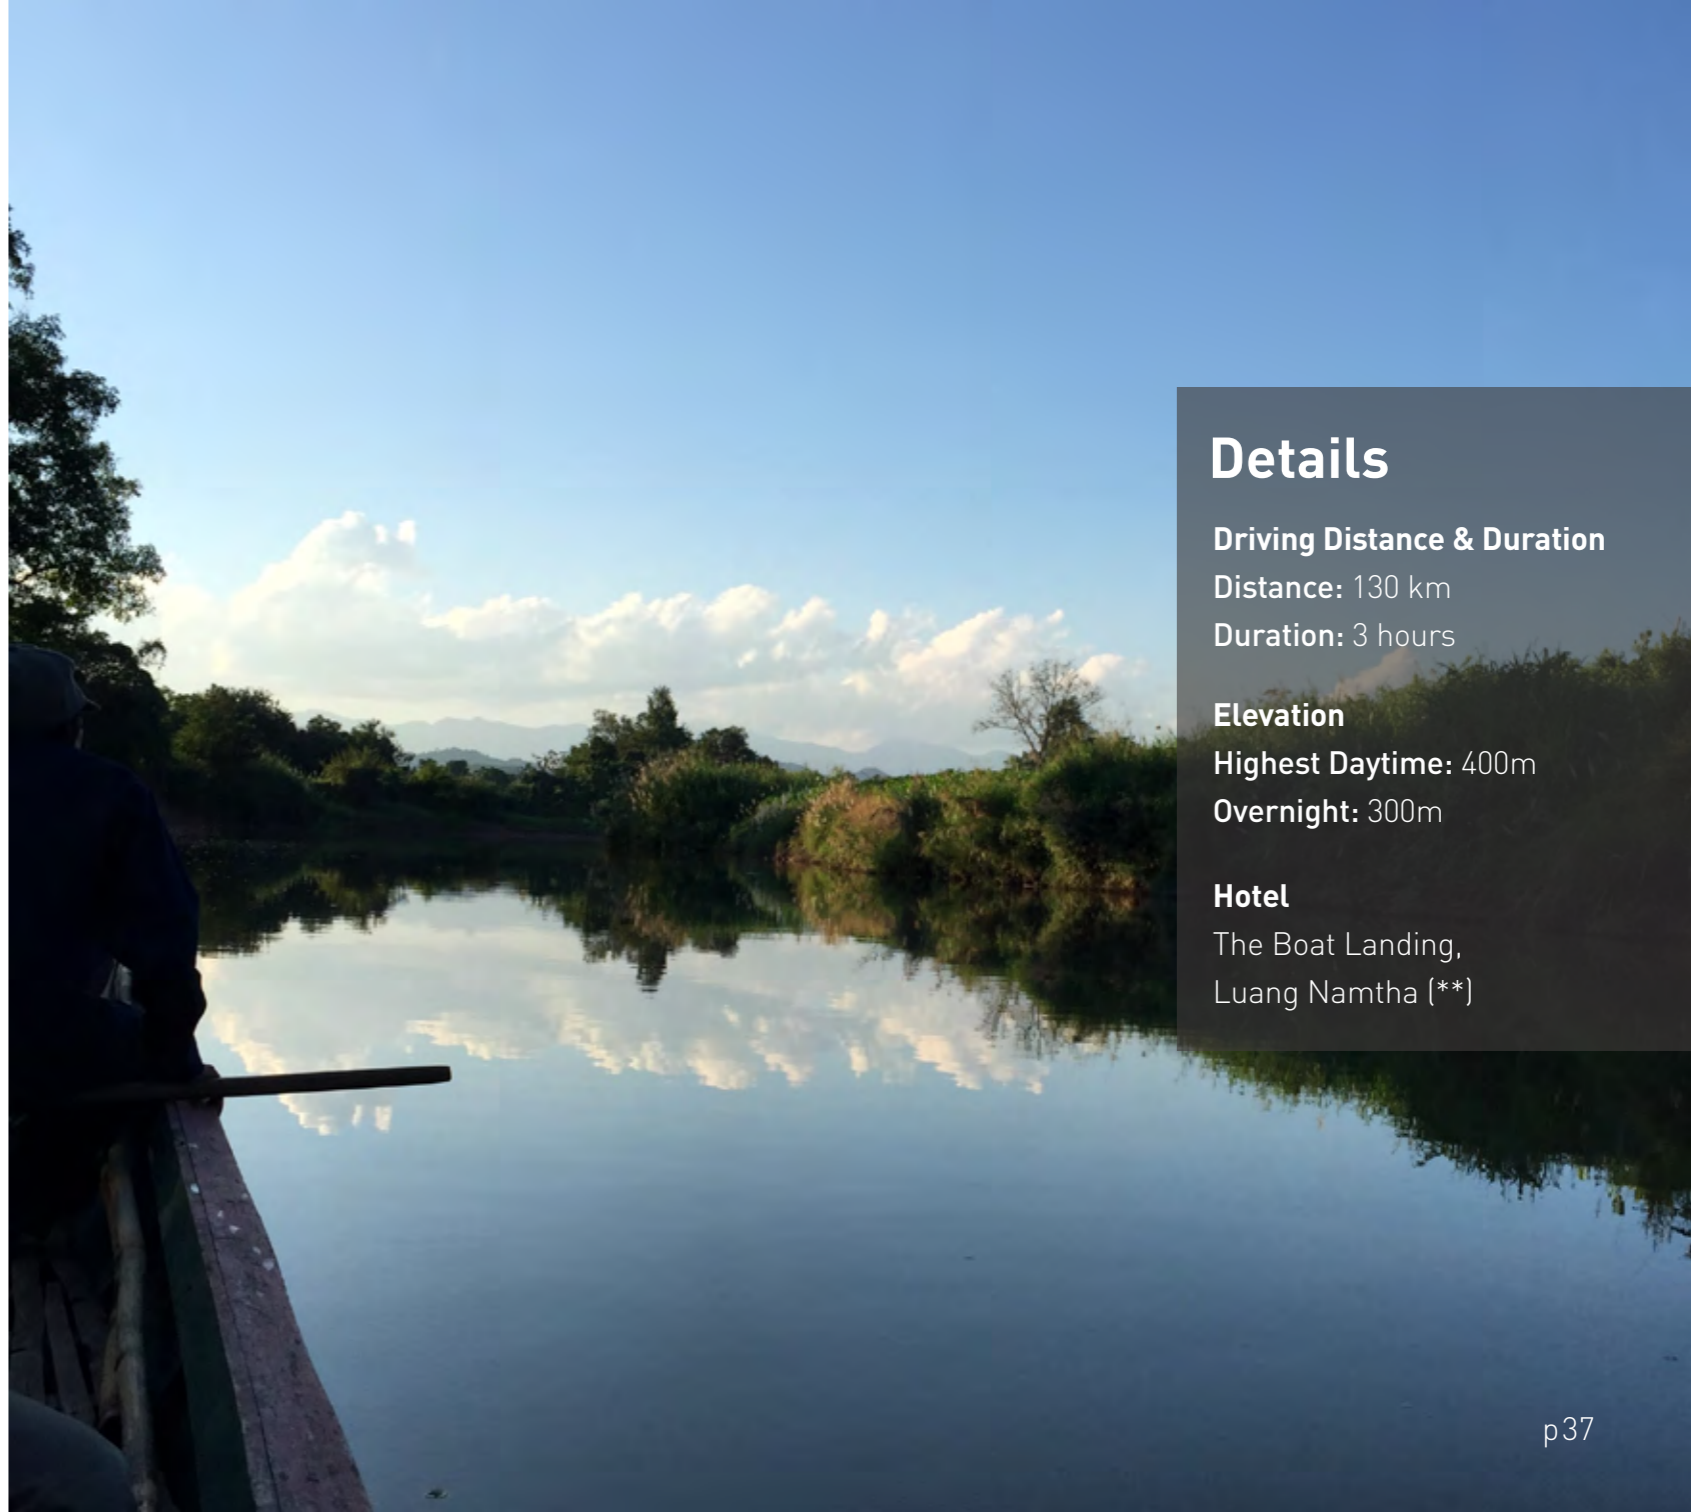 Details
Driving Distance & Duration
Distance: 130 km
Duration: 3 hours
Elevation
Highest Daytime: 400m
Overnight: 300m
Hotel
The Boat Landing,
Luang Namtha (**)
p37